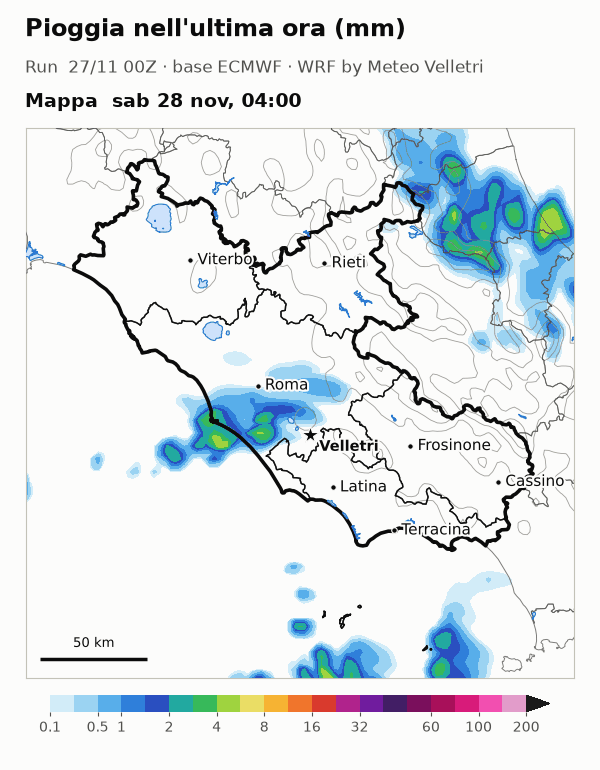 Pioggia nell'ultima ora (mm)
Run  27/11 00Z · base ECMWF · WRF by Meteo Velletri
Mappa  sab 28 nov, 04:00
Viterbo
Rieti
Roma
Velletri
Frosinone
Cassino
Latina
Terracina
50 km
0.1 0.5 1 2 4 8 16 32 60 100 200